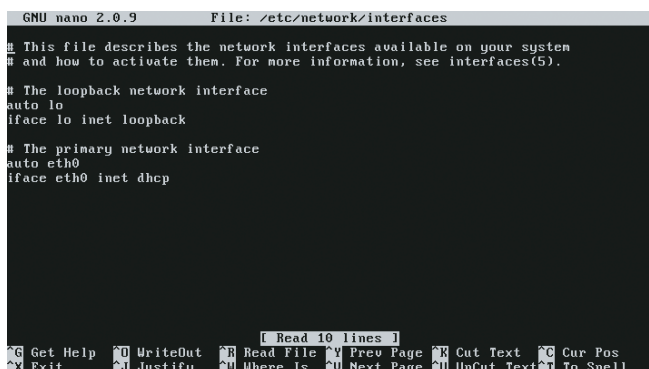 GNU nano 2.0.9 File: /etc/network/interfaces
# This file describes the network interfaces available on your system
# and how to activate them. For more information, see interfaces(5).
# The loopback network interface
auto lo
iface lo inet loopback
# The primary network interface
auto eth0
iface eth0 inet dhcp
[ Read 10 lines ]
^G Get Help ^O WriteOut ^R Read File ^Y Prev Page ^K Cut Text ^C Cur Pos
^X Exit ^J Justify ^W Where Is ^V Next Page ^U UnCut Text ^T To Spell